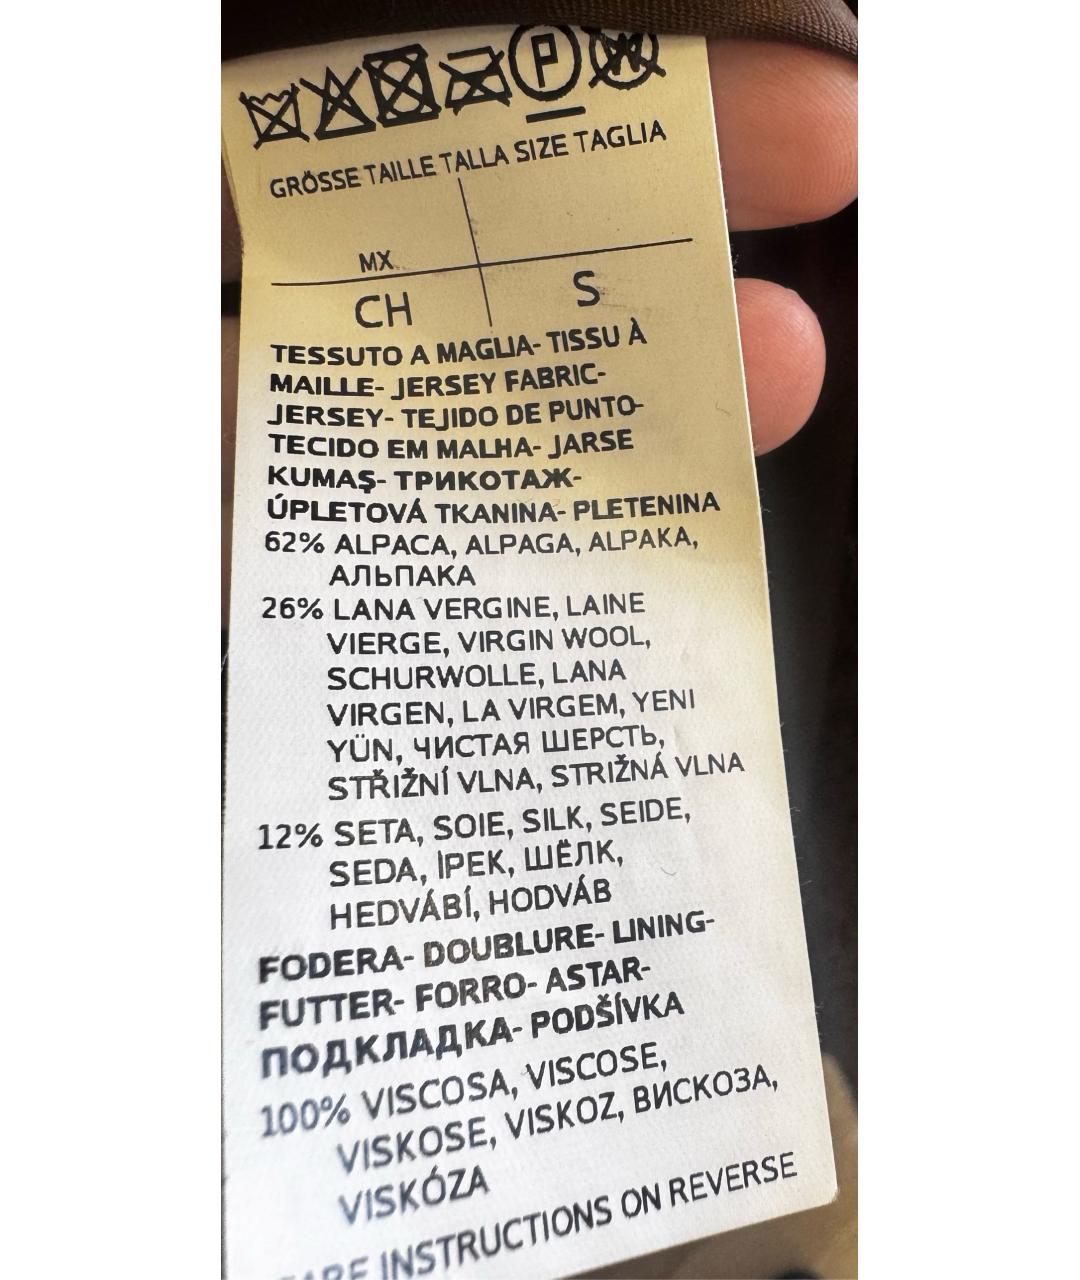 P
W
GRÖSSE TAILLE TALLA SIZE TAGLIA
MX
CH S
TESSUTO A MAGLIA- TISSU À
MAILLE- JERSEY FABRIC-
JERSEY- TEJIDO DE PUNTO-
TECIDO EM MALHA- JARSE
KUMAŞ- ТРИКОТАЖ-
ÚPLETOVÁ TKANINA- PLETENINA
62% ALPACA, ALPAGA, ALPAKA,
АЛЬПАКА
26% LANA VERGINE, LAINE
VIERGE, VIRGIN WOOL,
SCHURWOLLE, LANA
VIRGEN, LA VIRGEM, YENI
YÜN, ЧИСТАЯ ШЕРСТЬ,
STŘIŽNÍ VLNA, STRIŽNÁ VLNA
12% SETA, SOIE, SILK, SEIDE,
SEDA, İPEK, ШЁЛК,
HEDVÁBÍ, HODVÁB
FODERA- DOUBLURE- LINING-
FUTTER- FORRO- ASTAR-
ПОДКЛАДКА- PODŠÍVKA
100% VISCOSA, VISCOSE,
VISKOSE, VISKOZ, ВИСКОЗА,
VISKÓZA
INSTRUCTIONS ON REVERSE